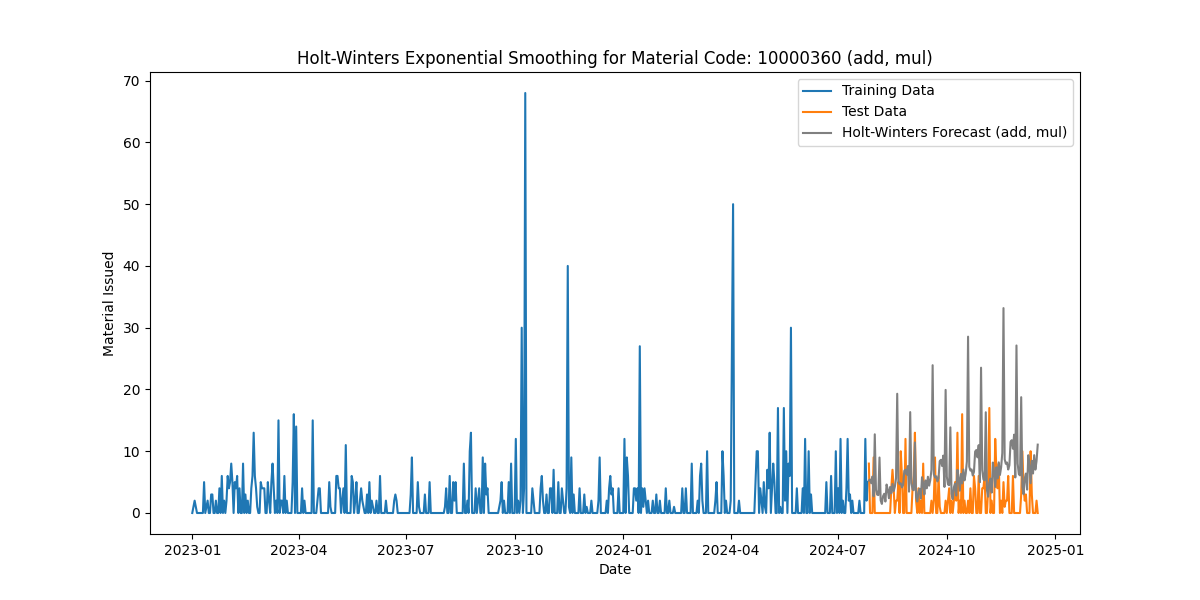 Holt-Winters Exponential Smoothing for Material Code: 10000360 (add, mul)
Training Data
Test Data
Holt-Winters Forecast (add, mul)
Material Issued
70
60
50
40
30
20
10
0
2023-01 2023-04 2023-07 2023-10 2024-01 2024-04 2024-07 2024-10 2025-01
Date